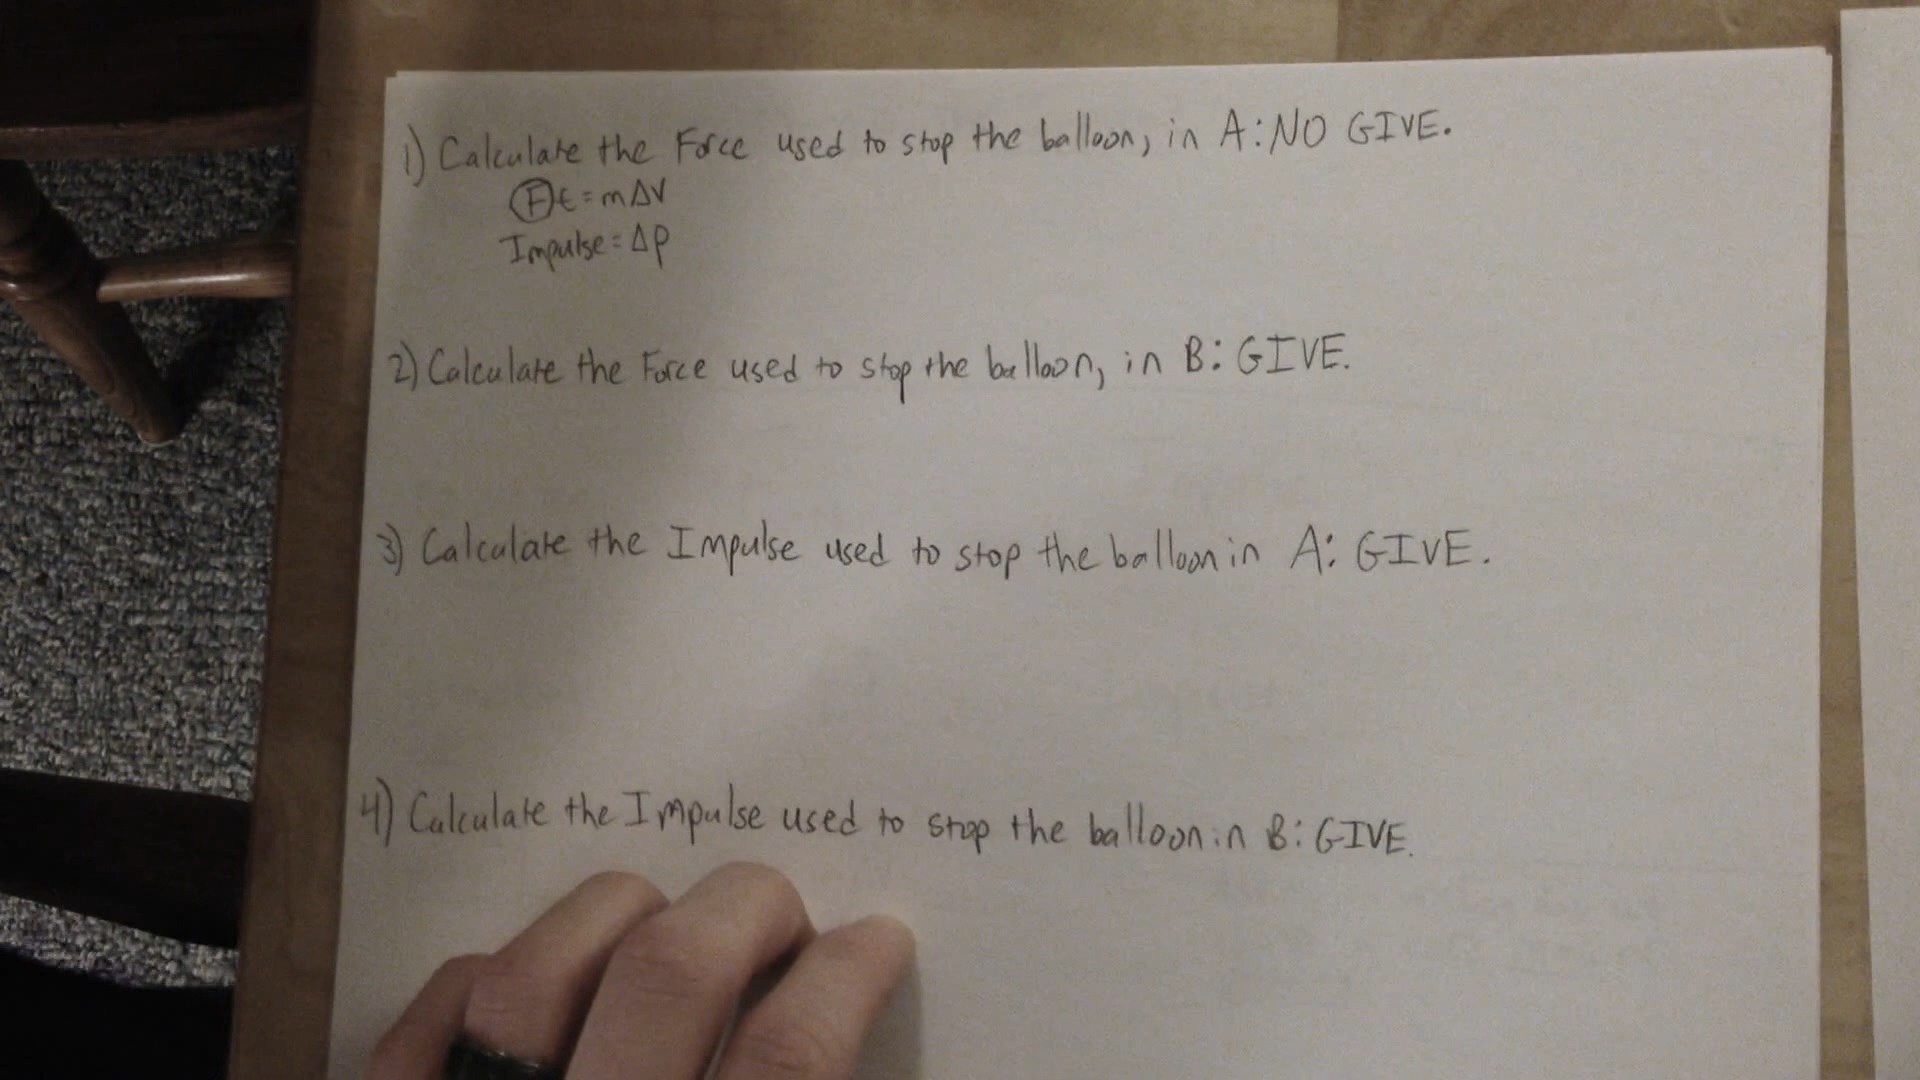 1) Calculate the Force used to stop the balloon, in A: NO GIVE.
Ft = mΔV
Impulse = Δp
2) Calculate the Force used to stop the balloon, in B: GIVE.
3) Calculate the Impulse used to stop the balloon in A: GIVE.
4) Calculate the Impulse used to stop the balloon in B: GIVE.